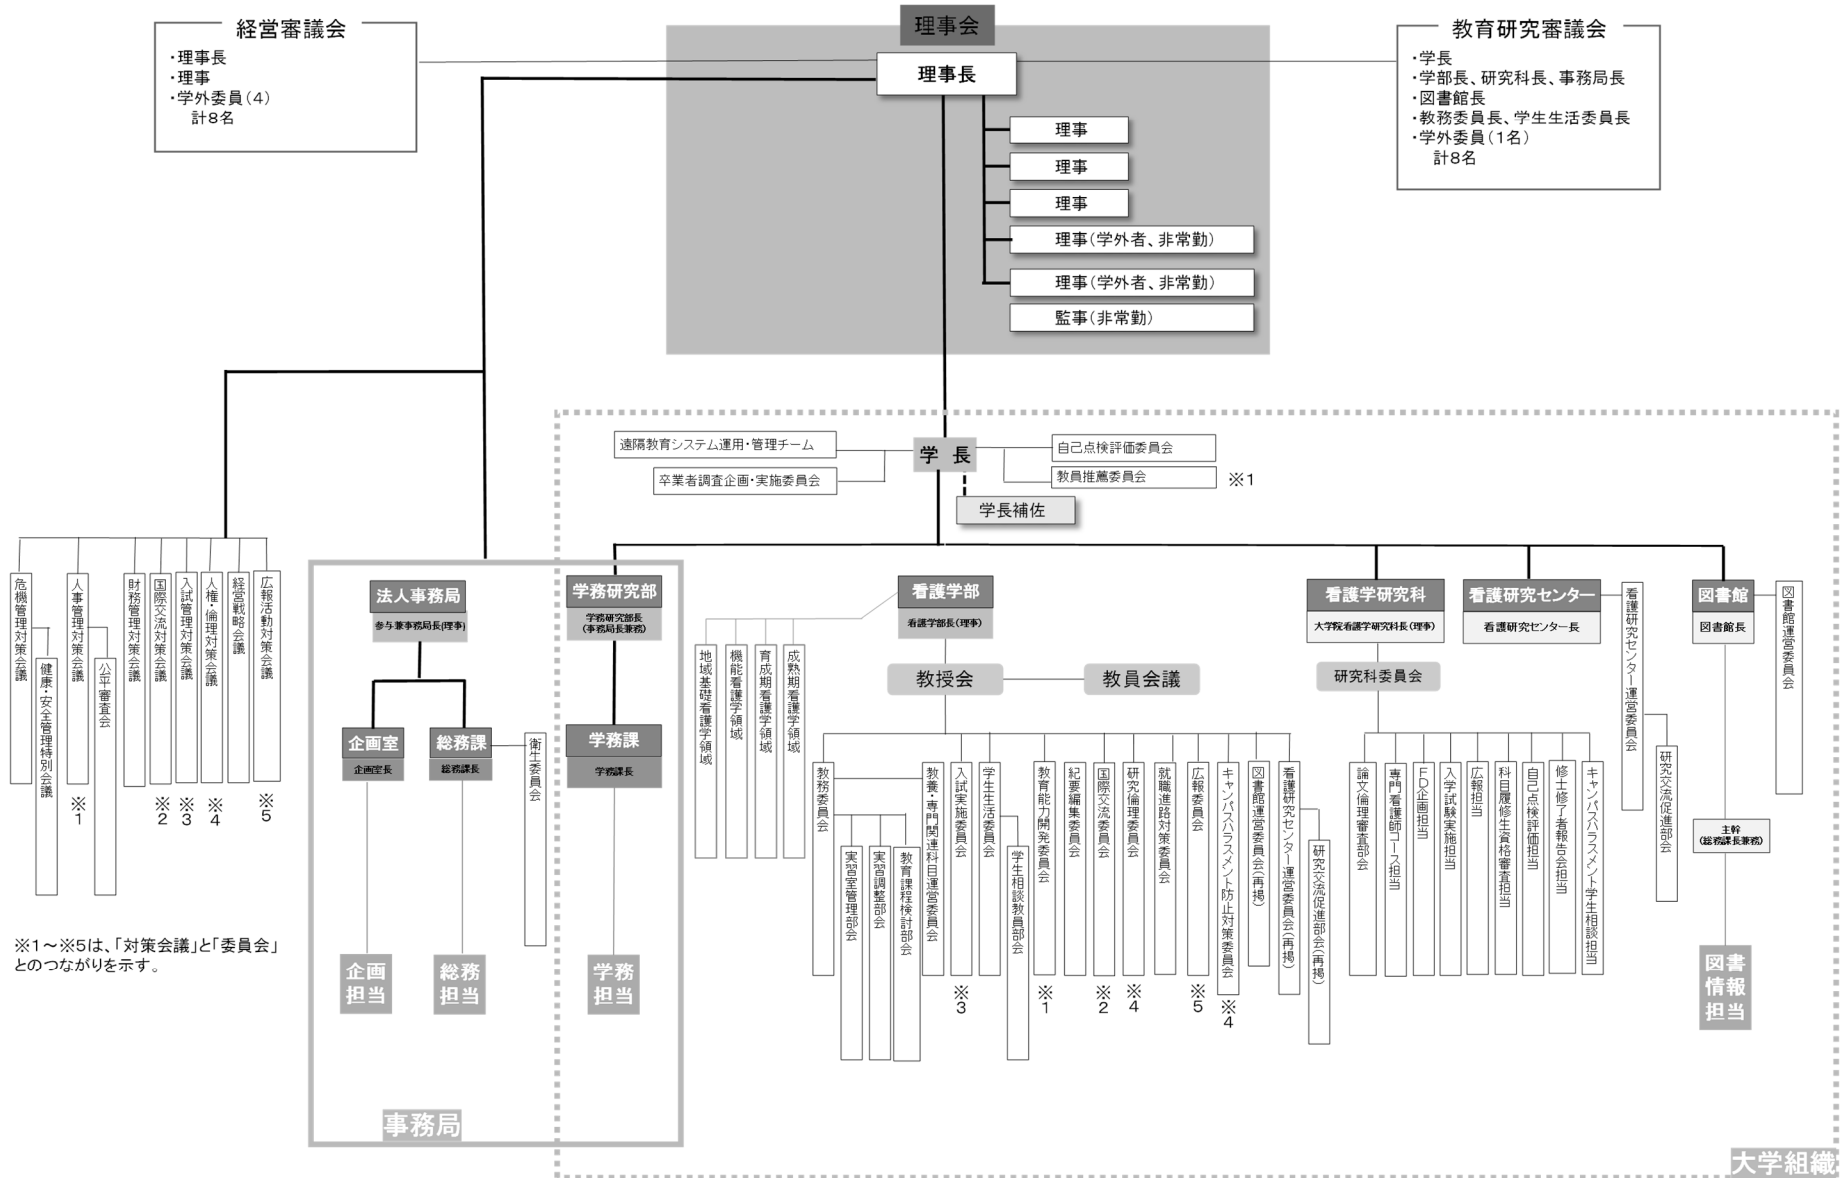 経営審議会
・理事長
・理事
・学外委員(4)
計8名
理事会
理事長
理事
理事
理事
理事(学外者、非常勤)
理事(学外者、非常勤)
監事(非常勤)
教育研究審議会
・学長
・学部長、研究科長、事務局長
・図書館長
・教務委員長、学生生活委員長
・学外委員(1名)
計8名
遠隔教育システム運用・管理チーム
卒業者調査企画・実施委員会
学 長
自己点検評価委員会
教員推薦委員会
※1
学長補佐
危機管理対策会議
健康・安全管理特別会議
人事管理対策会議
※1
公平審査会
財務管理対策会議
国際交流対策会議
※2
入試管理対策会議
※3
人権・倫理対策会議
※4
経営戦略会議
広報活動対策会議
※5
※1~※5は、「対策会議」と「委員会」
とのつながりを示す。
法人事務局
参与兼事務局長(理事)
企画室
企画室長
総務課
総務課長
衛生委員会
企画
担当
総務
担当
学務研究部
学務研究部長
(事務局長兼務)
学務課
学務課長
学務
担当
事務局
看護学部
看護学部長(理事)
地域基礎看護学領域
機能看護学領域
育成期看護学領域
成熟期看護学領域
教授会
教員会議
教務委員会
実習室管理部会
実習調整部会
教育課程検討部会
教養・専門関連科目運営委員会
入試実施委員会
※3
学生生活委員会
学生相談教員部会
教育能力開発委員会
※1
紀要編集委員会
国際交流委員会
※2
研究倫理委員会
※4
就職進路対策委員会
広報委員会
※5
キャンパスハラスメント防止対策委員会
※4
図書館運営委員会(再掲)
看護研究センター運営委員会(再掲)
研究交流促進部会(再掲)
看護学研究科
大学院看護学研究科長(理事)
研究科委員会
論文倫理審査部会
専門看護師コース担当
FD企画担当
入学試験実施担当
広報担当
科目履修生資格審査担当
自己点検評価担当
修士修了者報告会担当
キャンパスハラスメント学生相談担当
看護研究センター
看護研究センター長
看護研究センター運営委員会
研究交流促進部会
図書館
図書館長
図書館運営委員会
主幹
(総務課長兼務)
図書
情報
担当
大学組織